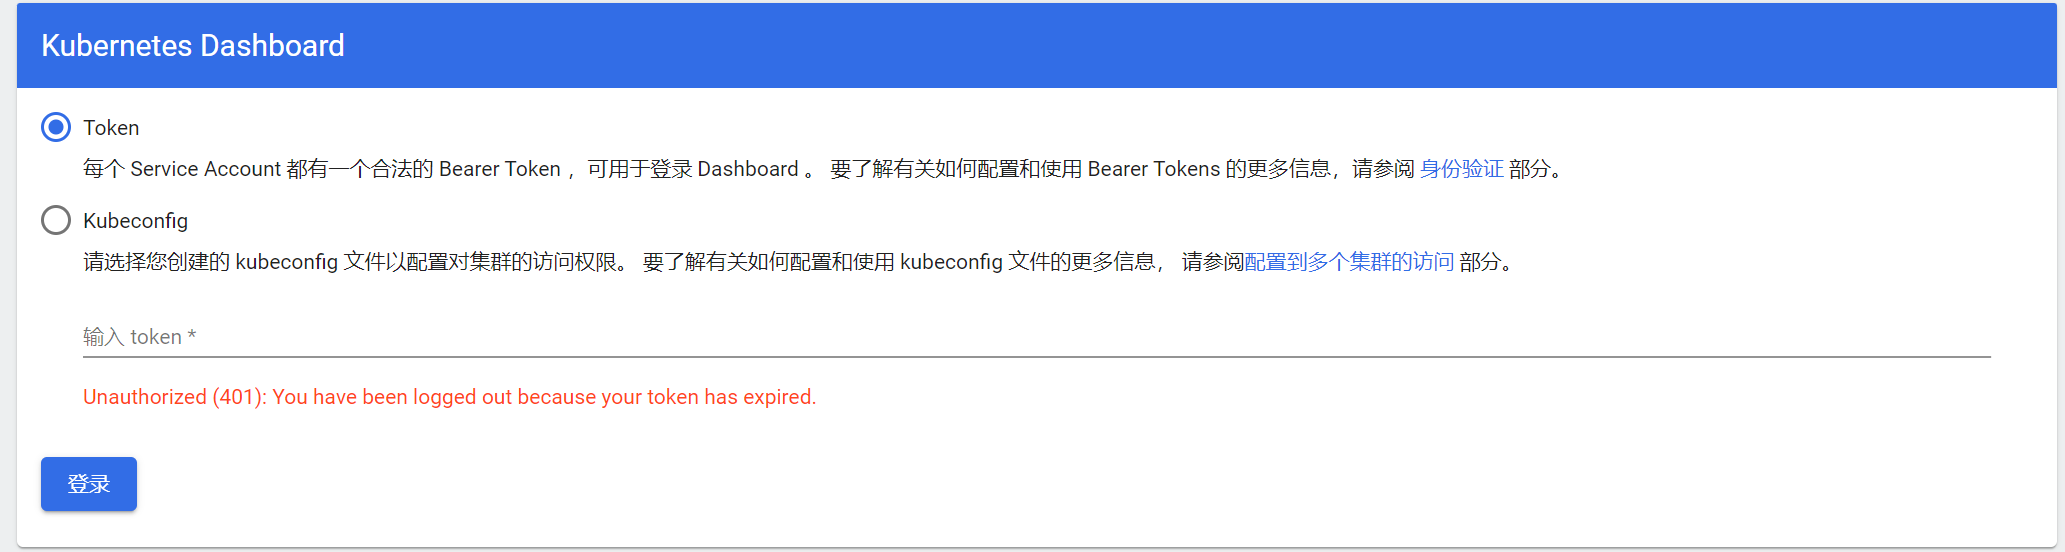 Kubernetes Dashboard
Token
每个 Service Account 都有一个合法的 Bearer Token ，可用于登录 Dashboard 。 要了解有关如何配置和使用 Bearer Tokens 的更多信息，请参阅 身份验证 部分。
Kubeconfig
请选择您创建的 kubeconfig 文件以配置对集群的访问权限。 要了解有关如何配置和使用 kubeconfig 文件的更多信息， 请参阅配置到多个集群的访问 部分。
输入 token *
Unauthorized (401): You have been logged out because your token has expired.
登录